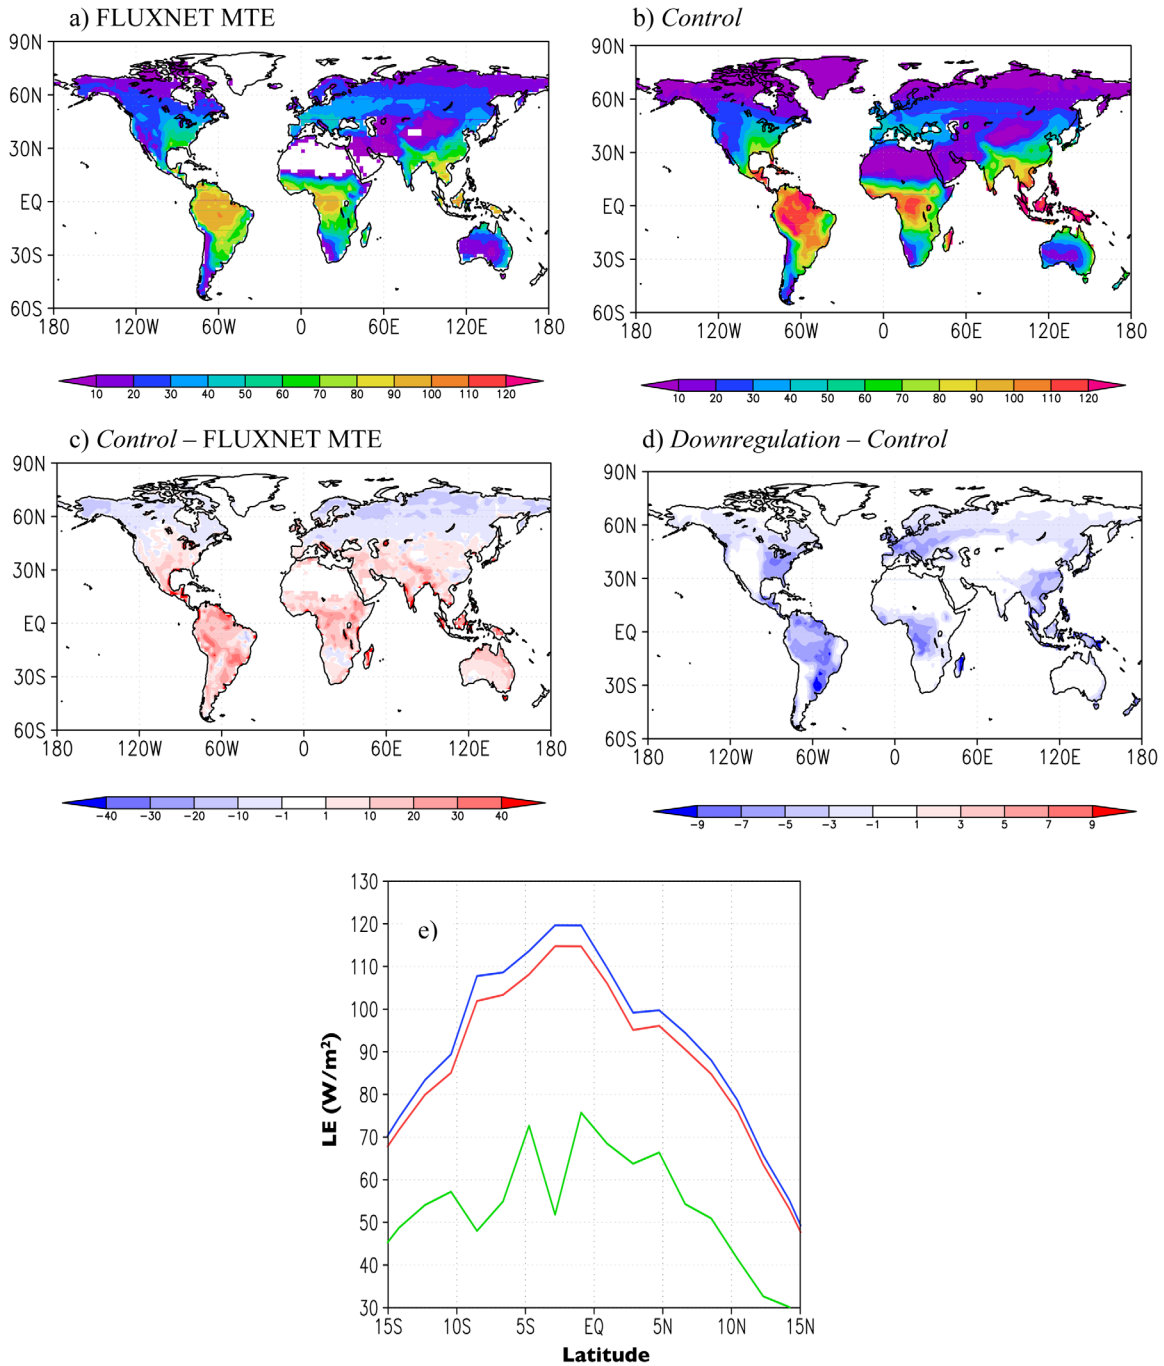 a) FLUXNET MTE
90N
60N
30N
EQ
30S
60S
180 120W 60W 0 60E 120E 180
10 20 30 40 50 60 70 80 90 100 110 120
b) Control
90N
60N
30N
EQ
30S
60S
180 120W 60W 0 60E 120E 180
10 20 30 40 50 60 70 80 90 100 110 120
c) Control – FLUXNET MTE
90N
60N
30N
EQ
30S
60S
180 120W 60W 0 60E 120E 180
−40 −30 −20 −10 −1 1 10 20 30 40
d) Downregulation – Control
90N
60N
30N
EQ
30S
60S
180 120W 60W 0 60E 120E 180
−9 −7 −5 −3 −1 1 3 5 7 9
e)
LE (W/m²)
130
120
110
100
90
80
70
60
50
40
30
15S 10S 5S EQ 5N 10N 15N
Latitude